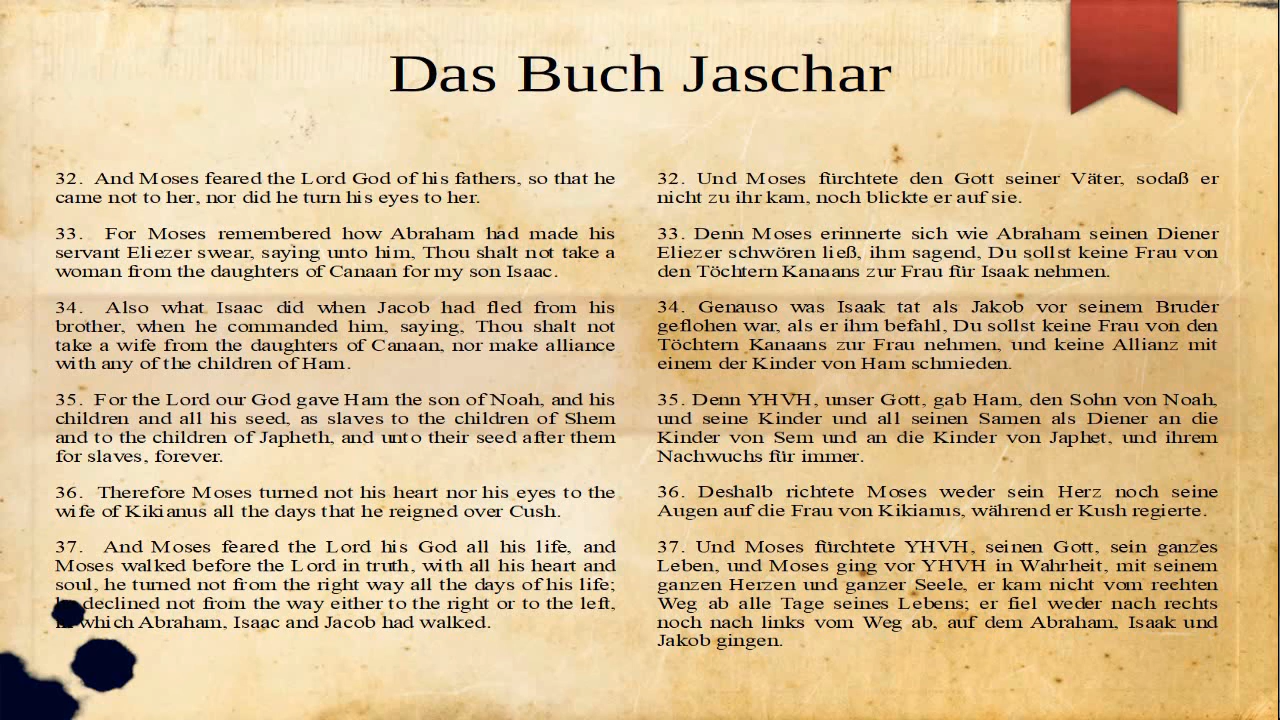 Das Buch Jaschar
32. And Moses feared the Lord God of his fathers, so that he
came not to her, nor did he turn his eyes to her.
33. For Moses remembered how Abraham had made his
servant Eliezer swear, saying unto him, Thou shalt not take a
woman from the daughters of Canaan for my son Isaac.
34. Also what Isaac did when Jacob had fled from his
brother, when he commanded him, saying, Thou shalt not
take a wife from the daughters of Canaan, nor make alliance
with any of the children of Ham.
35. For the Lord our God gave Ham the son of Noah, and his
children and all his seed, as slaves to the children of Shem
and to the children of Japheth, and unto their seed after them
for slaves, forever.
36. Therefore Moses turned not his heart nor his eyes to the
wife of Kikianus all the days that he reigned over Cush.
37. And Moses feared the Lord his God all his life, and
Moses walked before the Lord in truth, with all his heart and
soul, he turned not from the right way all the days of his life;
he declined not from the way either to the right or to the left,
in which Abraham, Isaac and Jacob had walked.
32. Und Moses fürchtete den Gott seiner Väter, sodaß er
nicht zu ihr kam, noch blickte er auf sie.
33. Denn Moses erinnerte sich wie Abraham seinen Diener
Eliezer schwören ließ, ihm sagend, Du sollst keine Frau von
den Töchtern Kanaans zur Frau für Isaak nehmen.
34. Genauso was Isaak tat als Jakob vor seinem Bruder
geflohen war, als er ihm befahl, Du sollst keine Frau von den
Töchtern Kanaans zur Frau nehmen, und keine Allianz mit
einem der Kinder von Ham schmieden.
35. Denn YHVH, unser Gott, gab Ham, den Sohn von Noah,
und seine Kinder und all seinen Samen als Diener an die
Kinder von Sem und an die Kinder von Japhet, und ihrem
Nachwuchs für immer.
36. Deshalb richtete Moses weder sein Herz noch seine
Augen auf die Frau von Kikianus, während er Kush regierte.
37. Und Moses fürchtete YHVH, seinen Gott, sein ganzes
Leben, und Moses ging vor YHVH in Wahrheit, mit seinem
ganzen Herzen und ganzer Seele, er kam nicht vom rechten
Weg ab alle Tage seines Lebens; er fiel weder nach rechts
noch nach links vom Weg ab, auf dem Abraham, Isaak und
Jakob gingen.